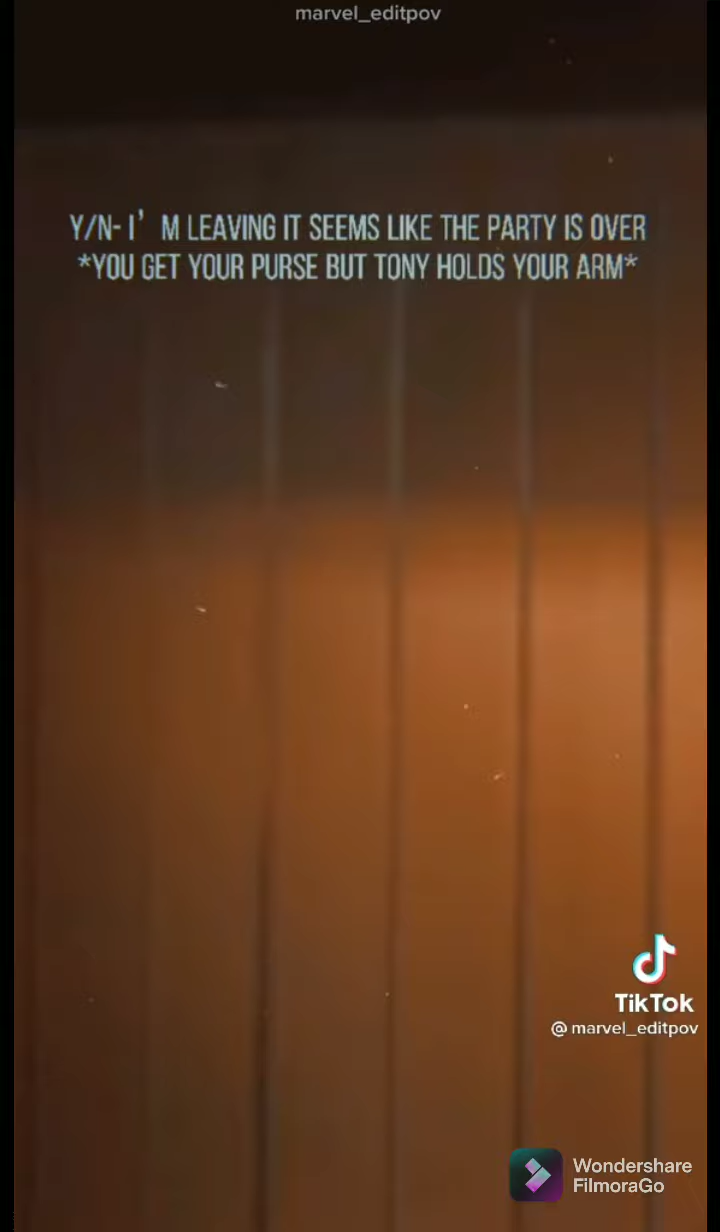 marvel_editpov
Y/N- I’ M LEAVING IT SEEMS LIKE THE PARTY IS OVER
*YOU GET YOUR PURSE BUT TONY HOLDS YOUR ARM*
TikTok
@marvel_editpov
Wondershare
FilmoraGo